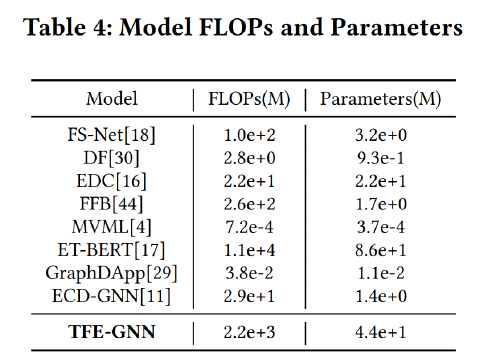 Table 4: Model FLOPs and Parameters
Model FLOPs(M) Parameters(M)
FS-Net[18] 1.0e+2 3.2e+0
DF[30] 2.8e+0 9.3e-1
EDC[16] 2.2e+1 2.2e+1
FFB[44] 2.6e+2 1.7e+0
MVML[4] 7.2e-4 3.7e-4
ET-BERT[17] 1.1e+4 8.6e+1
GraphDApp[29] 3.8e-2 1.1e-2
ECD-GNN[11] 2.9e+1 1.4e+0
TFE-GNN 2.2e+3 4.4e+1